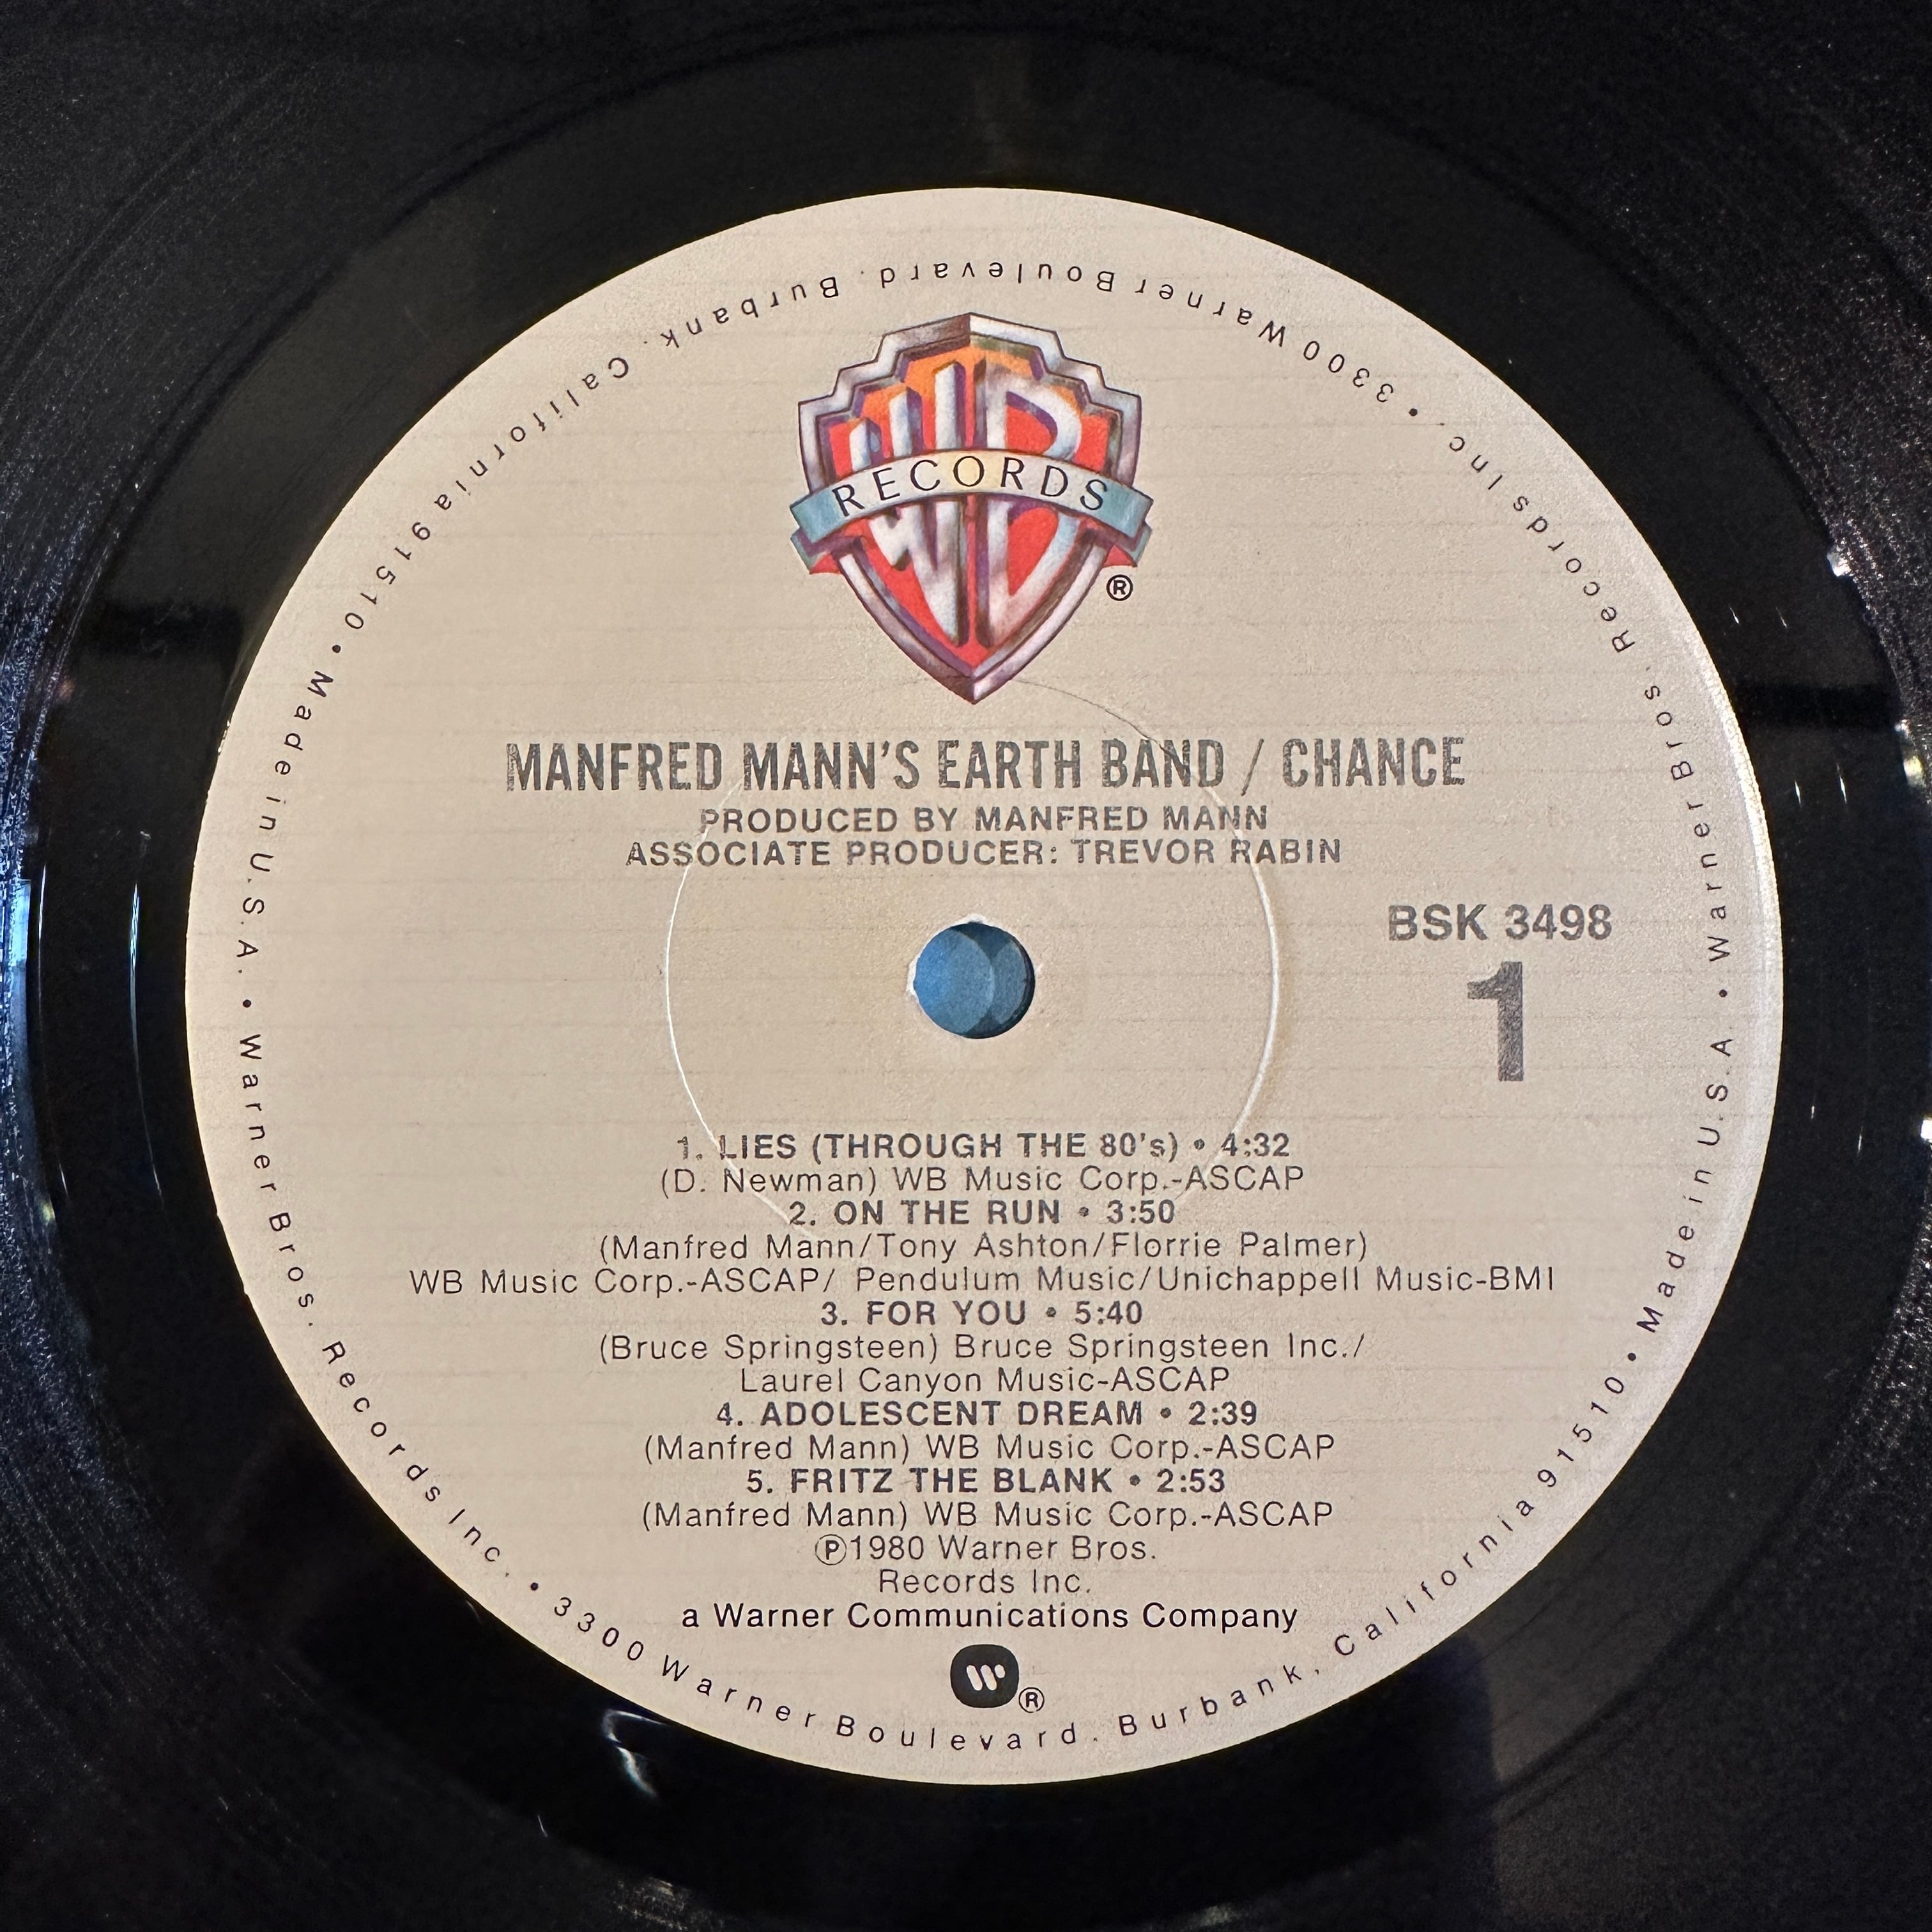 WB
RECORDS
®
MANFRED MANN'S EARTH BAND / CHANCE
PRODUCED BY MANFRED MANN
ASSOCIATE PRODUCER: TREVOR RABIN
BSK 3498
1
1. LIES (THROUGH THE 80's) • 4:32
(D. Newman) WB Music Corp.-ASCAP
2. ON THE RUN • 3:50
(Manfred Mann/Tony Ashton/Florrie Palmer)
WB Music Corp.-ASCAP/ Pendulum Music/Unichappell Music-BMI
3. FOR YOU • 5:40
(Bruce Springsteen) Bruce Springsteen Inc./
Laurel Canyon Music-ASCAP
4. ADOLESCENT DREAM • 2:39
(Manfred Mann) WB Music Corp.-ASCAP
5. FRITZ THE BLANK • 2:53
(Manfred Mann) WB Music Corp.-ASCAP
Ⓟ1980 Warner Bros.
Records Inc.
a Warner Communications Company
W®
Warner Bros. Records Inc. • 3300 Warner Boulevard. Burbank, California 91510 • Made in U.S.A. • Warner Bros. Records Inc. • 3300 Warner Boulevard. Burbank, California 91510 • Made in U.S.A. •